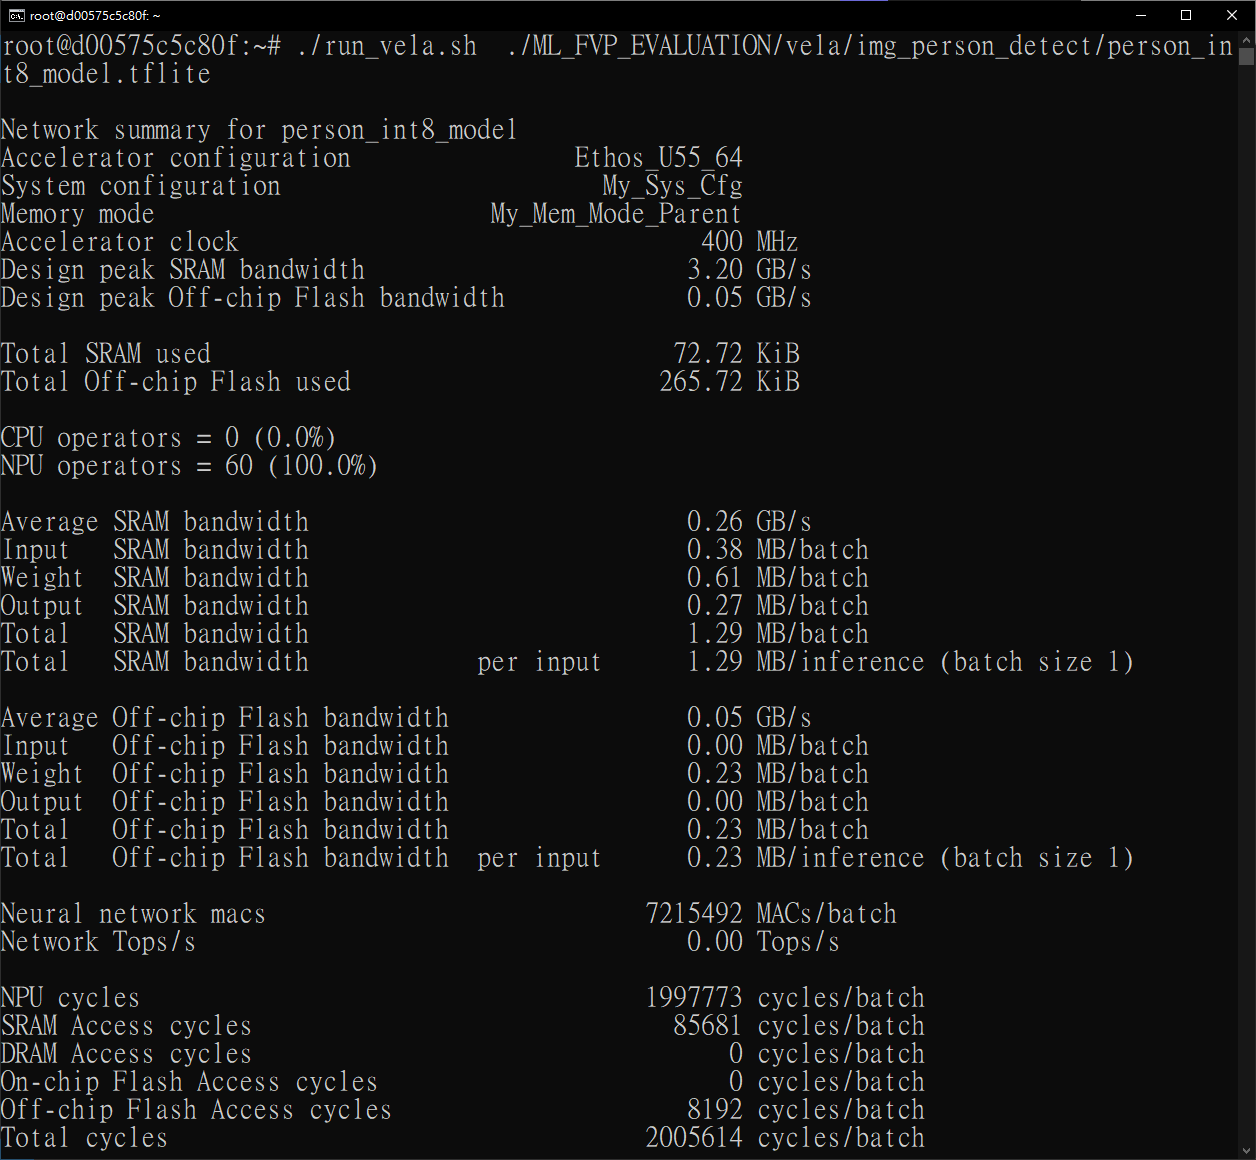 root@d00575c5c80f: ~
root@d00575c5c80f:~# ./run_vela.sh  ./ML_FVP_EVALUATION/vela/img_person_detect/person_in
t8_model.tflite
Network summary for person_int8_model
Accelerator configuration                Ethos_U55_64
System configuration                       My_Sys_Cfg
Memory mode                        My_Mem_Mode_Parent
Accelerator clock                                 400 MHz
Design peak SRAM bandwidth                       3.20 GB/s
Design peak Off-chip Flash bandwidth             0.05 GB/s
Total SRAM used                                 72.72 KiB
Total Off-chip Flash used                      265.72 KiB
CPU operators = 0 (0.0%)
NPU operators = 60 (100.0%)
Average SRAM bandwidth                           0.26 GB/s
Input   SRAM bandwidth                           0.38 MB/batch
Weight  SRAM bandwidth                           0.61 MB/batch
Output  SRAM bandwidth                           0.27 MB/batch
Total   SRAM bandwidth                           1.29 MB/batch
Total   SRAM bandwidth            per input      1.29 MB/inference (batch size 1)
Average Off-chip Flash bandwidth                 0.05 GB/s
Input   Off-chip Flash bandwidth                 0.00 MB/batch
Weight  Off-chip Flash bandwidth                 0.23 MB/batch
Output  Off-chip Flash bandwidth                 0.00 MB/batch
Total   Off-chip Flash bandwidth                 0.23 MB/batch
Total   Off-chip Flash bandwidth  per input      0.23 MB/inference (batch size 1)
Neural network macs                           7215492 MACs/batch
Network Tops/s                                   0.00 Tops/s
NPU cycles                                    1997773 cycles/batch
SRAM Access cycles                              85681 cycles/batch
DRAM Access cycles                                  0 cycles/batch
On-chip Flash Access cycles                         0 cycles/batch
Off-chip Flash Access cycles                     8192 cycles/batch
Total cycles                                  2005614 cycles/batch